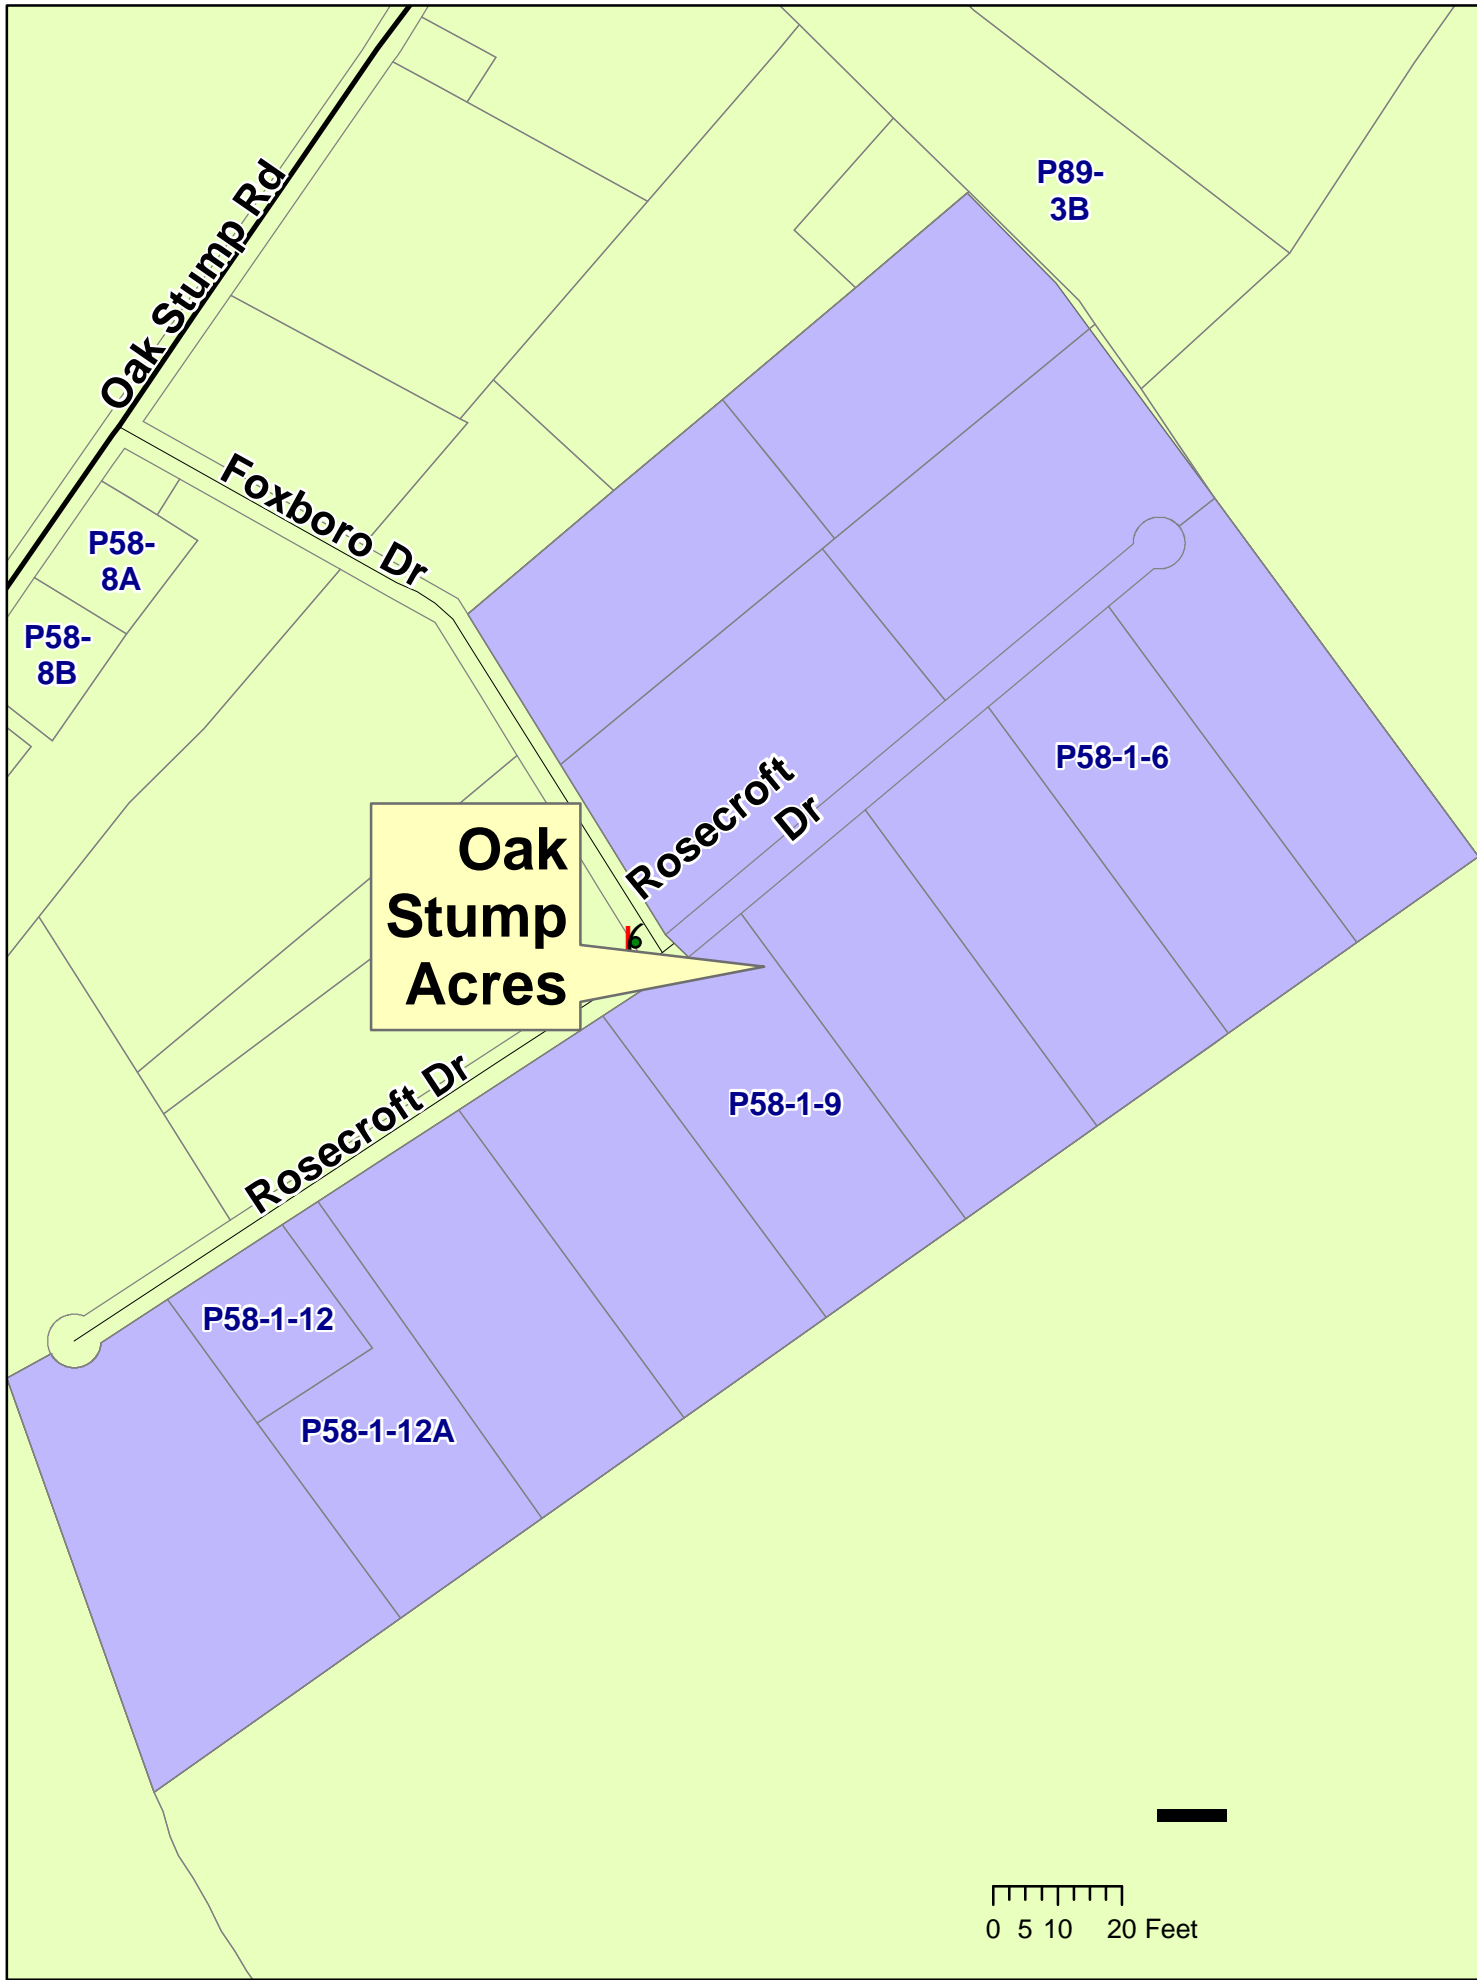 P89-
3B
Oak Stump Rd
Foxboro Dr
P58-
8A
P58-
8B
P58-1-6
Rosecroft
Dr
Oak
Stump
Acres
P58-1-9
Rosecroft Dr
P58-1-12
P58-1-12A
0 5 10 20 Feet